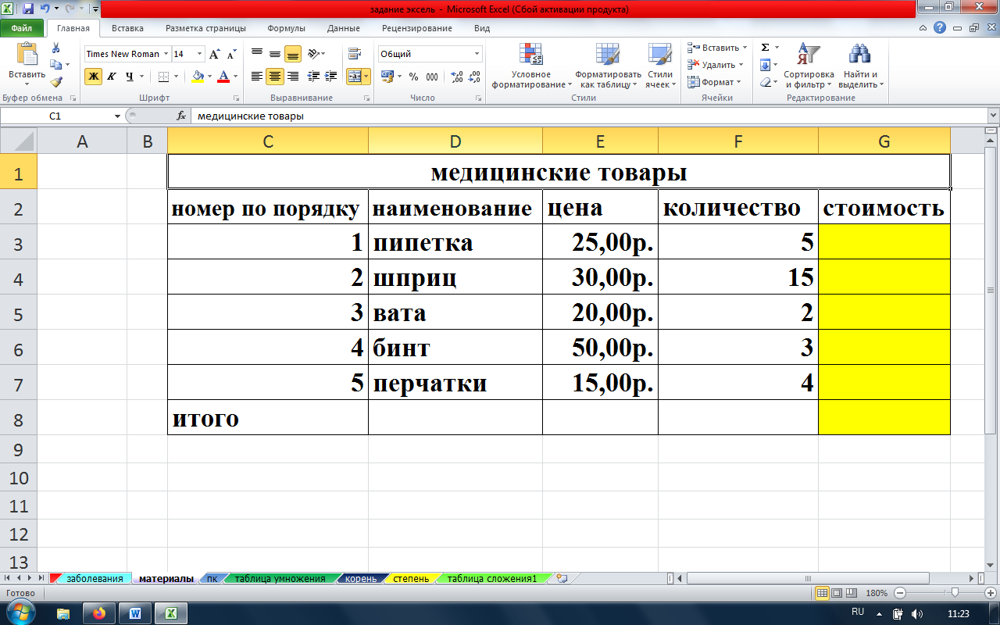 задание эксель - Microsoft Excel (Сбой активации продукта)
Файл Главная Вставка Разметка страницы Формулы Данные Рецензирование Вид
Вставить
Буфер обмена
Times New Roman 14
Ж К Ч
Шрифт
Выравнивание
Общий
% 000
Число
Условное форматирование
Форматировать как таблицу
Стили ячеек
Стили
Вставить
Удалить
Формат
Ячейки
Сортировка и фильтр
Найти и выделить
Редактирование
C1 fx медицинские товары
A B C D E F G
1 медицинские товары
2 номер по порядку наименование цена количество стоимость
3 1 пипетка 25,00р. 5
4 2 шприц 30,00р. 15
5 3 вата 20,00р. 2
6 4 бинт 50,00р. 3
7 5 перчатки 15,00р. 4
8 итого
9
10
11
12
13
заболевания материалы пк таблица умножения корень степень таблица сложения1
Готово 180%
RU 11:23